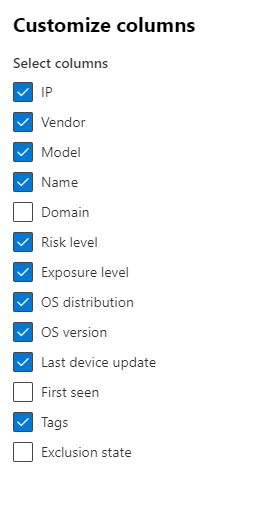 Customize columns
Select columns
IP
Vendor
Model
Name
Domain
Risk level
Exposure level
OS distribution
OS version
Last device update
First seen
Tags
Exclusion state